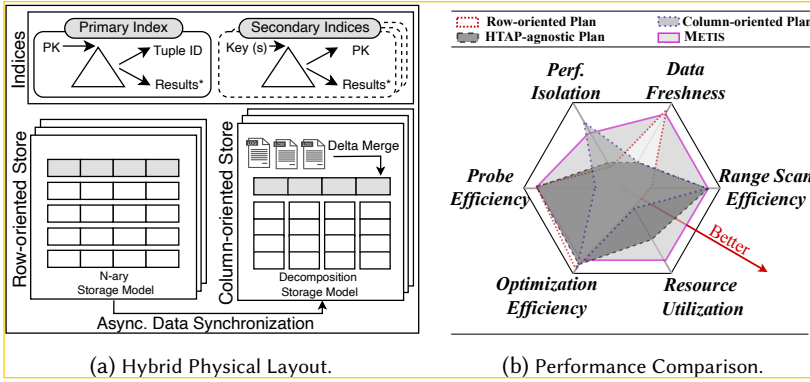 Indices
Primary Index
PK
Tuple ID
Results*
Secondary Indices
Key (s)
PK
Results*
Row-oriented Store
N-ary
Storage Model
Column-oriented Store
Delta Merge
Decomposition
Storage Model
Async. Data Synchronization
(a) Hybrid Physical Layout.
Row-oriented Plan
Column-oriented Plan
HTAP-agnostic Plan
METIS
Perf.
Isolation
Data
Freshness
Probe
Efficiency
Range Scan
Efficiency
Better
Optimization
Efficiency
Resource
Utilization
(b) Performance Comparison.